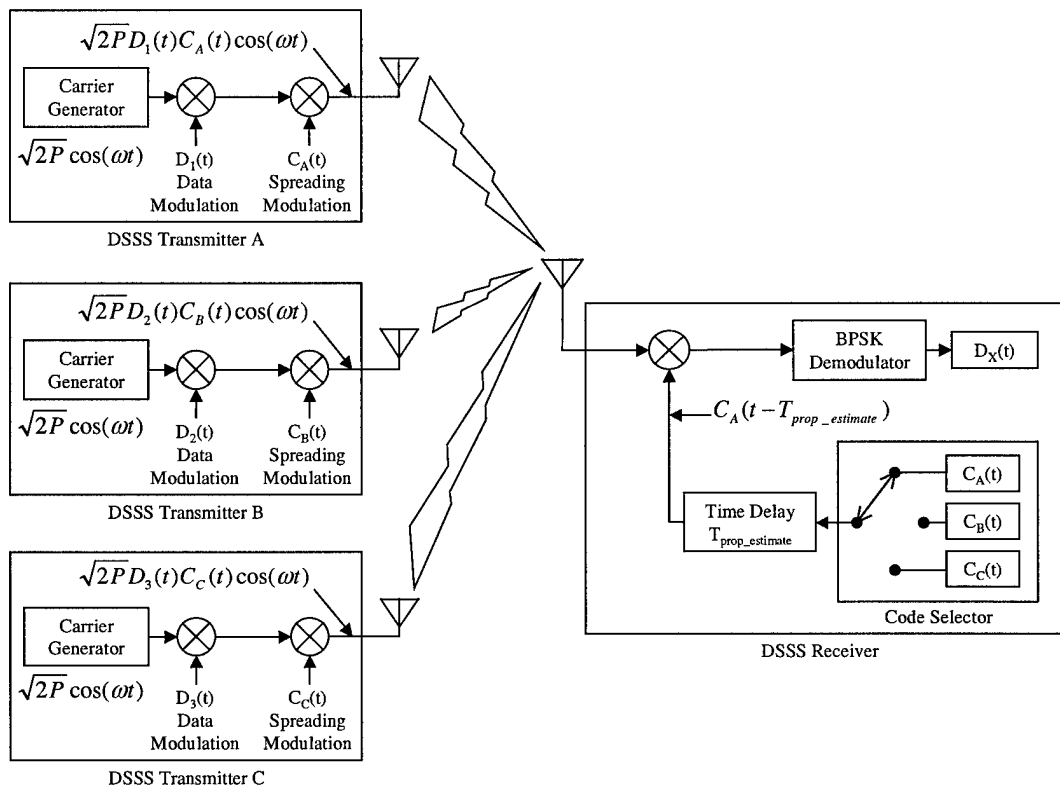 √2P D₁(t)C_A(t)cos(ωt)
Carrier
Generator
√2P cos(ωt)
D₁(t)
Data
Modulation
C_A(t)
Spreading
Modulation
DSSS Transmitter A
√2P D₂(t)C_B(t)cos(ωt)
Carrier
Generator
√2P cos(ωt)
D₂(t)
Data
Modulation
C_B(t)
Spreading
Modulation
DSSS Transmitter B
√2P D₃(t)C_C(t)cos(ωt)
Carrier
Generator
√2P cos(ωt)
D₃(t)
Data
Modulation
C_C(t)
Spreading
Modulation
DSSS Transmitter C
BPSK
Demodulator
D_X(t)
C_A(t − T_prop_estimate)
Time Delay
T_prop_estimate
C_A(t)
C_B(t)
C_C(t)
Code Selector
DSSS Receiver